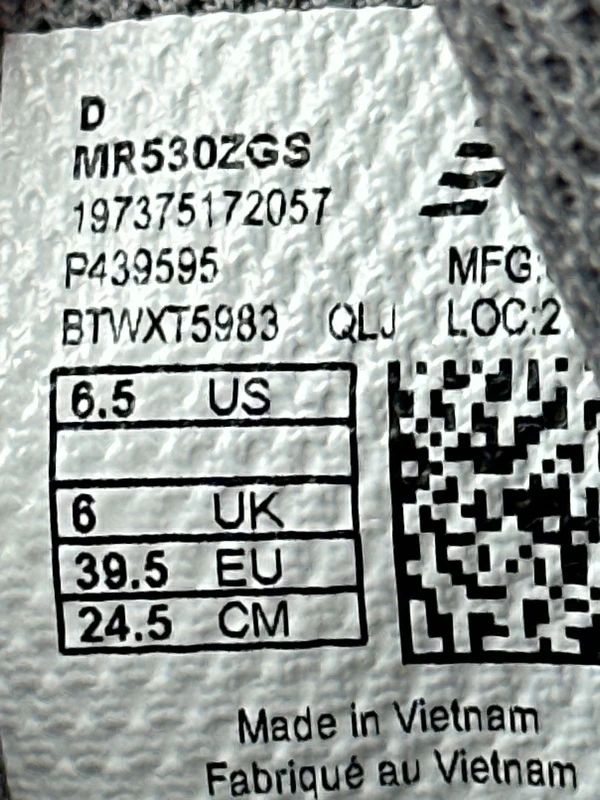 D
MR530ZGS
197375172057
P439595
MFG:
BTWXT5983 QLJ LOC:2
6.5 US
6 UK
39.5 EU
24.5 CM
Made in Vietnam
Fabriqué au Vietnam